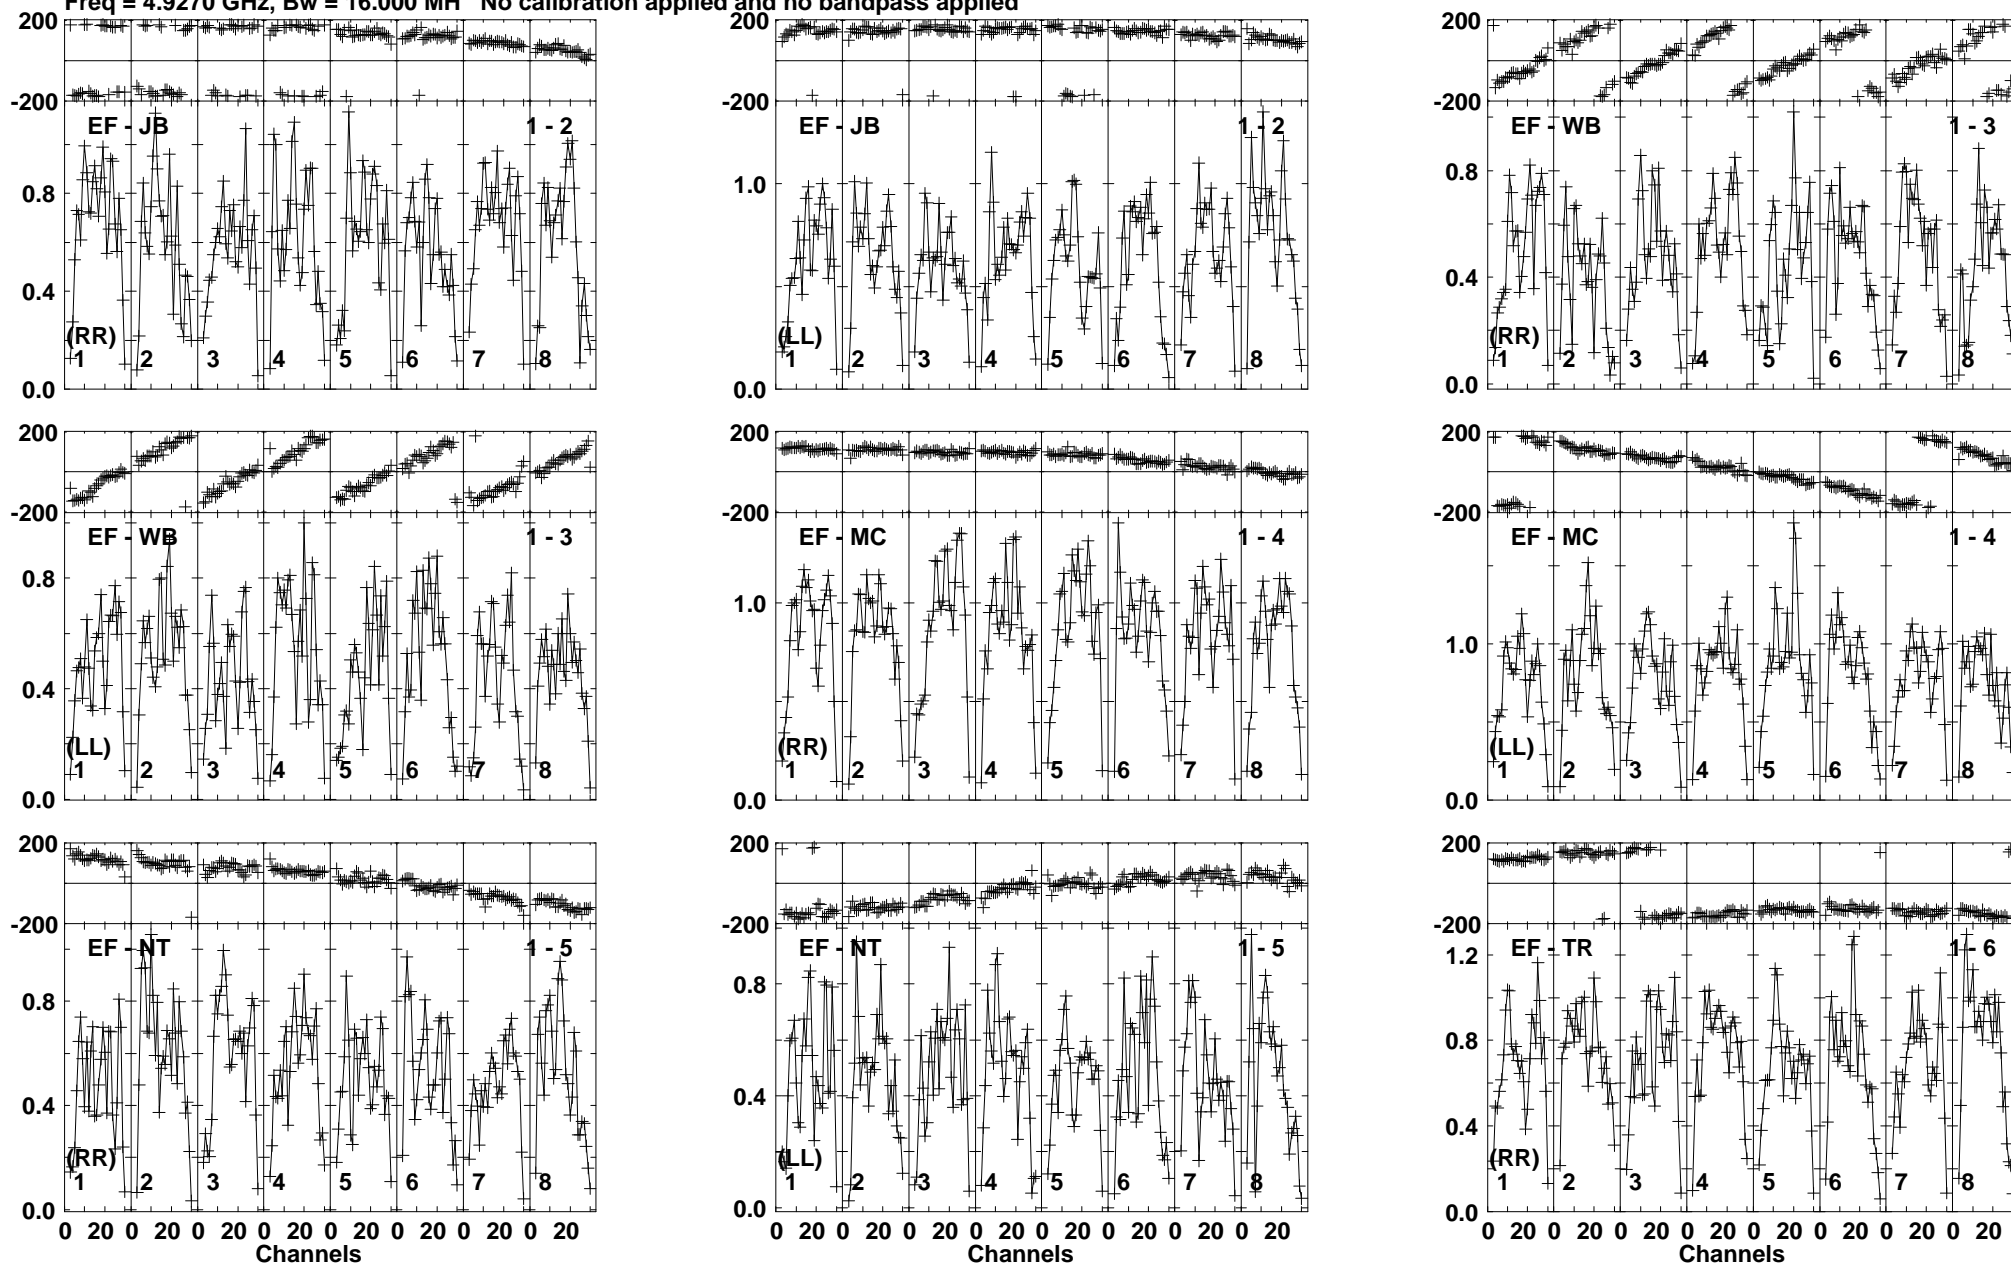 Freq = 4.9270 GHz, Bw = 16.000 MH No calibration applied and no bandpass applied
200 200 200
-200 -200 -200
EF - JB 1 - 2 EF - JB 1 - 2 EF - WB 1 - 3
0.8 1.0 0.8
0.4 0.4
(RR) (LL) (RR)
1 2 3 4 5 6 7 8 1 2 3 4 5 6 7 8 1 2 3 4 5 6 7 8
0.0 0.0 0.0
200 200 200
-200 -200 -200
EF - WB 1 - 3 EF - MC 1 - 4 EF - MC 1 - 4
0.8 1.0 1.0
0.4
(LL) (RR) (LL)
1 2 3 4 5 6 7 8 1 2 3 4 5 6 7 8 1 2 3 4 5 6 7 8
0.0 0.0 0.0
200 200 200
-200 -200 -200
EF - NT 1 - 5 EF - NT 1 - 5 EF - TR 1 - 6
1.2
0.8 0.8 0.8
0.4 0.4 0.4
(RR) (LL) (RR)
1 2 3 4 5 6 7 8 1 2 3 4 5 6 7 8 1 2 3 4 5 6 7 8
0.0 0.0 0.0
0 20 0 20 0 20 0 20 0 20 0 20 0 20 0 20 0 20 0 20 0 20 0 20 0 20 0 20 0 20 0 20 0 20 0 20 0 20 0 20 0 20 0 20 0 20 0 20
Channels Channels Channels